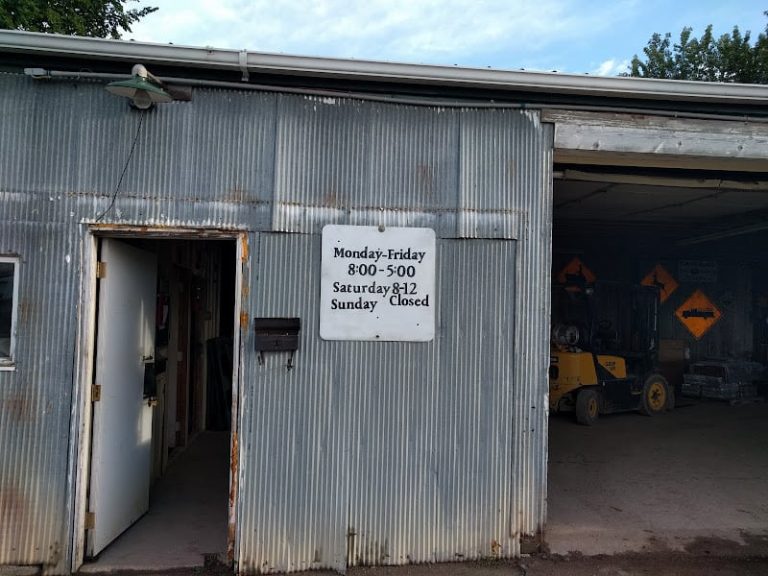 Monday-Friday
8:00-5:00
Saturday 8-12
Sunday Closed